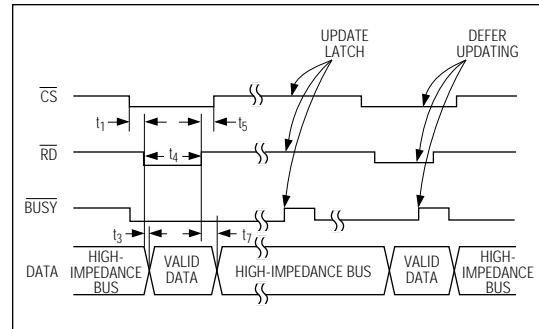 UPDATE DEFER
LATCH UPDATING
CS
t1 t5
t4
RD
BUSY
t3 t7
HIGH- HIGH-
DATA IMPEDANCE VALID HIGH-IMPEDANCE BUS VALID IMPEDANCE
BUS DATA DATA BUS